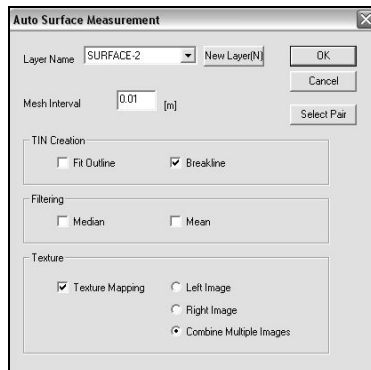 Auto Surface Measurement
Layer Name SURFACE-2 New Layer(N) OK
Cancel
Mesh Interval 0.01 [m]
Select Pair
TIN Creation
Fit Outline Breakline
Filtering
Median Mean
Texture
Texture Mapping Left Image
Right Image
Combine Multiple Images